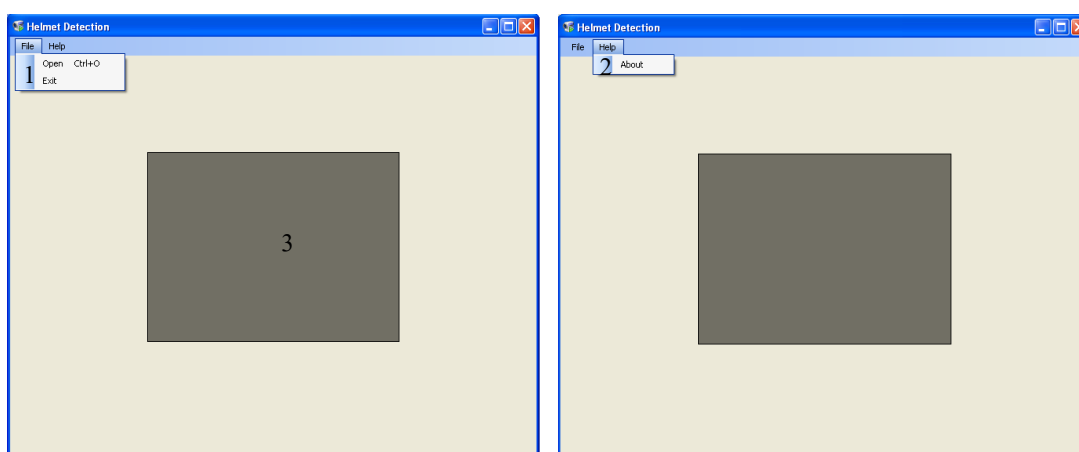 Helmet Detection
File Help
1
Open Ctrl+O
Exit
3
Helmet Detection
File Help
2
About